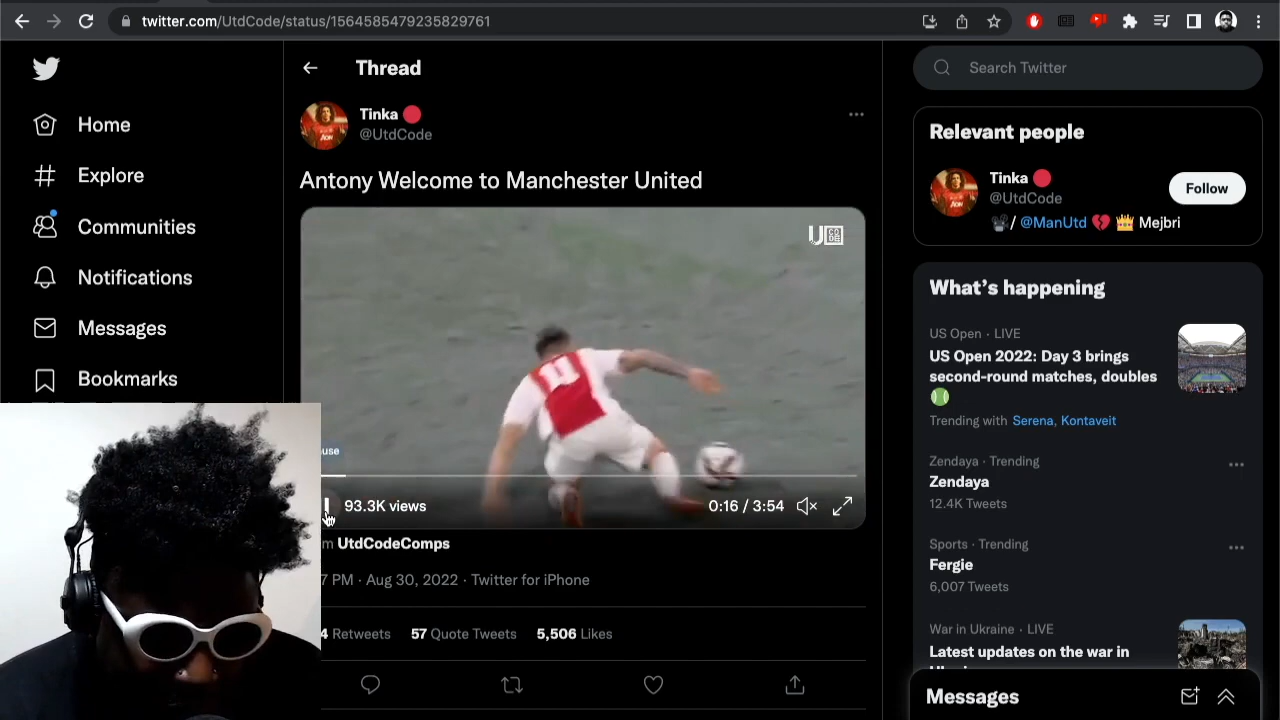 twitter.com/UtdCode/status/1564585479235829761
Home
Explore
Communities
Notifications
Messages
Bookmarks
Thread
Tinka
@UtdCode
Antony Welcome to Manchester United
U CODE
11
use
93.3K views
0:16 / 3:54
m UtdCodeComps
7 PM · Aug 30, 2022 · Twitter for iPhone
4 Retweets 57 Quote Tweets 5,506 Likes
Search Twitter
Relevant people
Tinka
@UtdCode
Follow
/ @ManUtd Mejbri
What's happening
US Open · LIVE
US Open 2022: Day 3 brings
second-round matches, doubles
Trending with Serena, Kontaveit
Zendaya · Trending
Zendaya
12.4K Tweets
Sports · Trending
Fergie
6,007 Tweets
War in Ukraine · LIVE
Latest updates on the war in
Messages